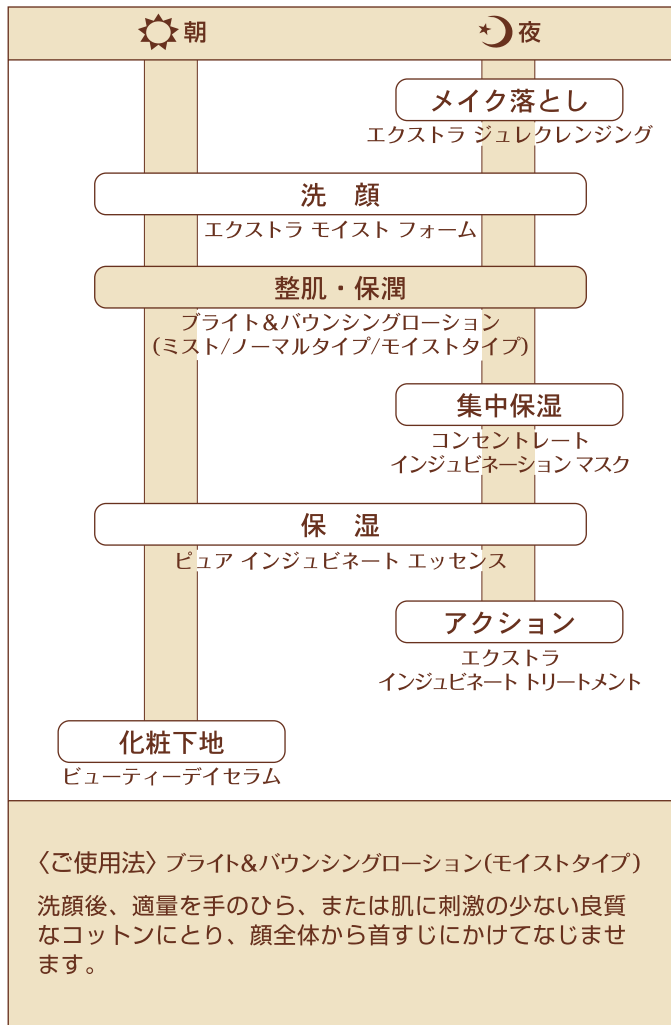 朝
夜
メイク落とし
エクストラ ジュレクレンジング
洗 顔
エクストラ モイスト フォーム
整肌・保潤
ブライト&バウンシングローション
(ミスト/ノーマルタイプ/モイストタイプ)
集中保湿
コンセントレート
インジュビネーション マスク
保 湿
ピュア インジュビネート エッセンス
アクション
エクストラ
インジュビネート トリートメント
化粧下地
ビューティーデイセラム
〈ご使用法〉ブライト&バウンシングローション(モイストタイプ)
洗顔後、適量を手のひら、または肌に刺激の少ない良質
なコットンにとり、顔全体から首すじにかけてなじませ
ます。